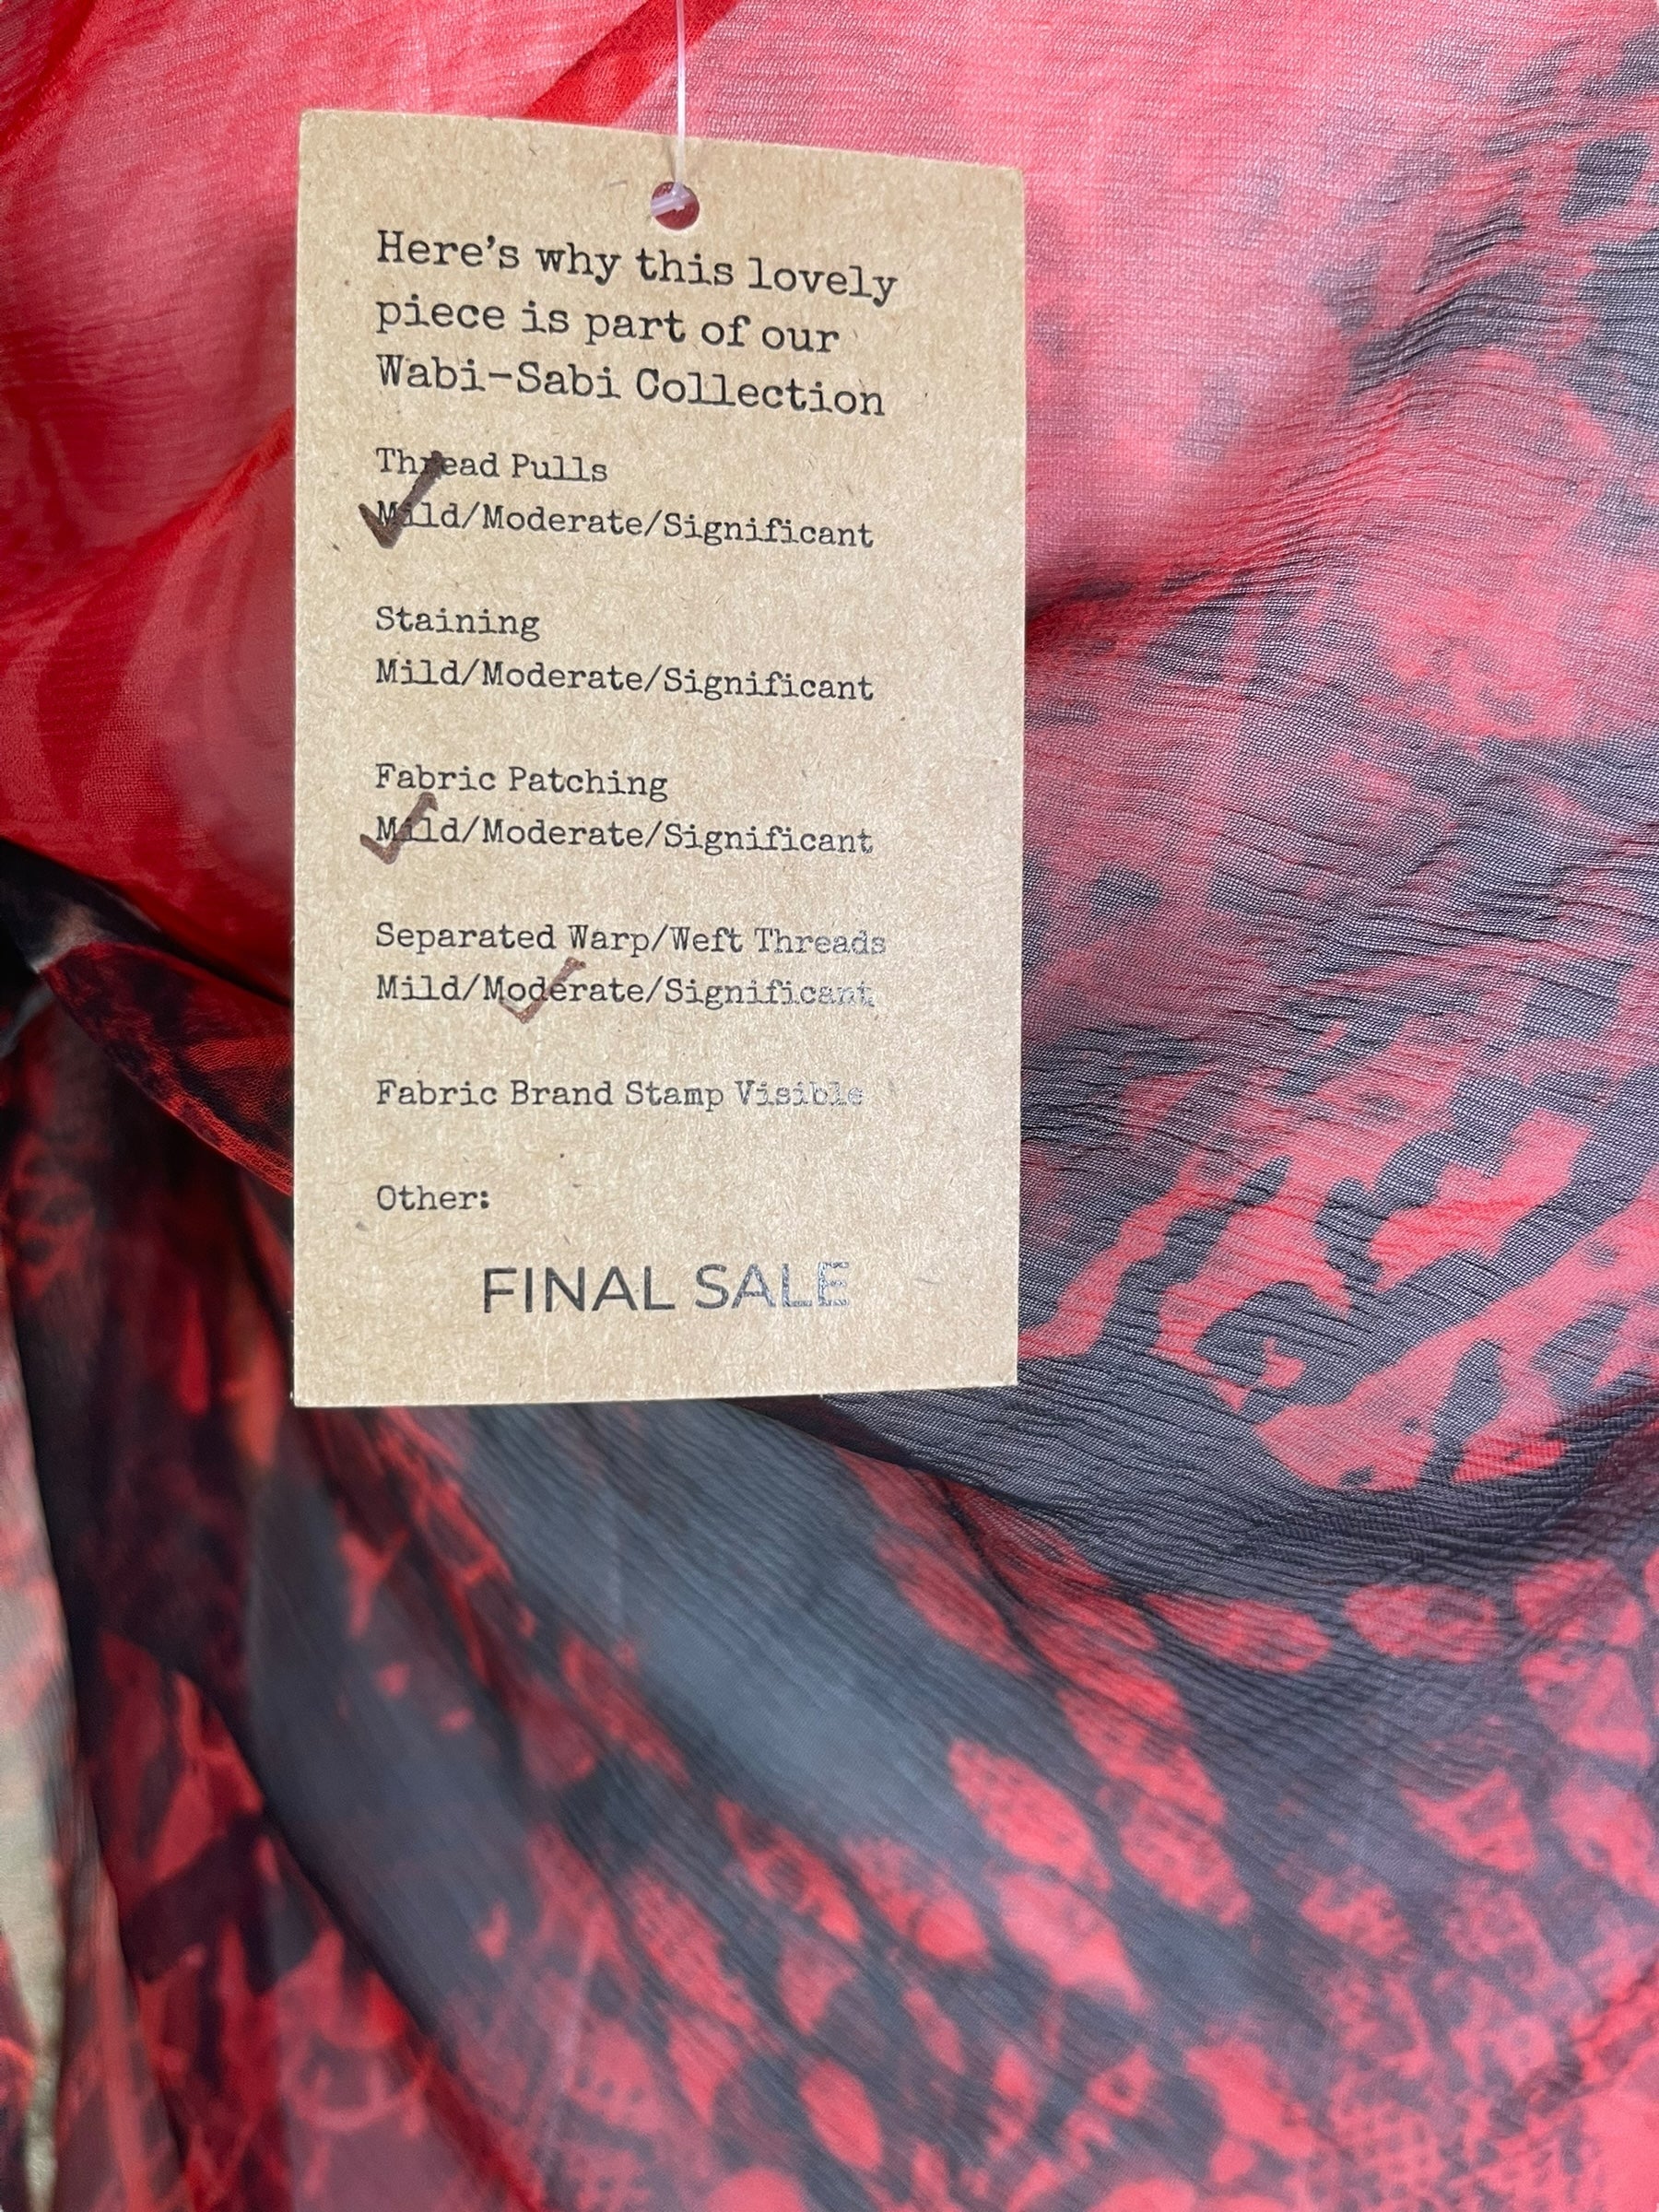 Here's why this lovely
piece is part of our
Wabi-Sabi Collection
Thread Pulls
Mild/Moderate/Significant
Staining
Mild/Moderate/Significant
Fabric Patching
Mild/Moderate/Significant
Separated Warp/Weft Threads
Mild/Moderate/Significant
Fabric Brand Stamp Visible
Other:
FINAL SALE